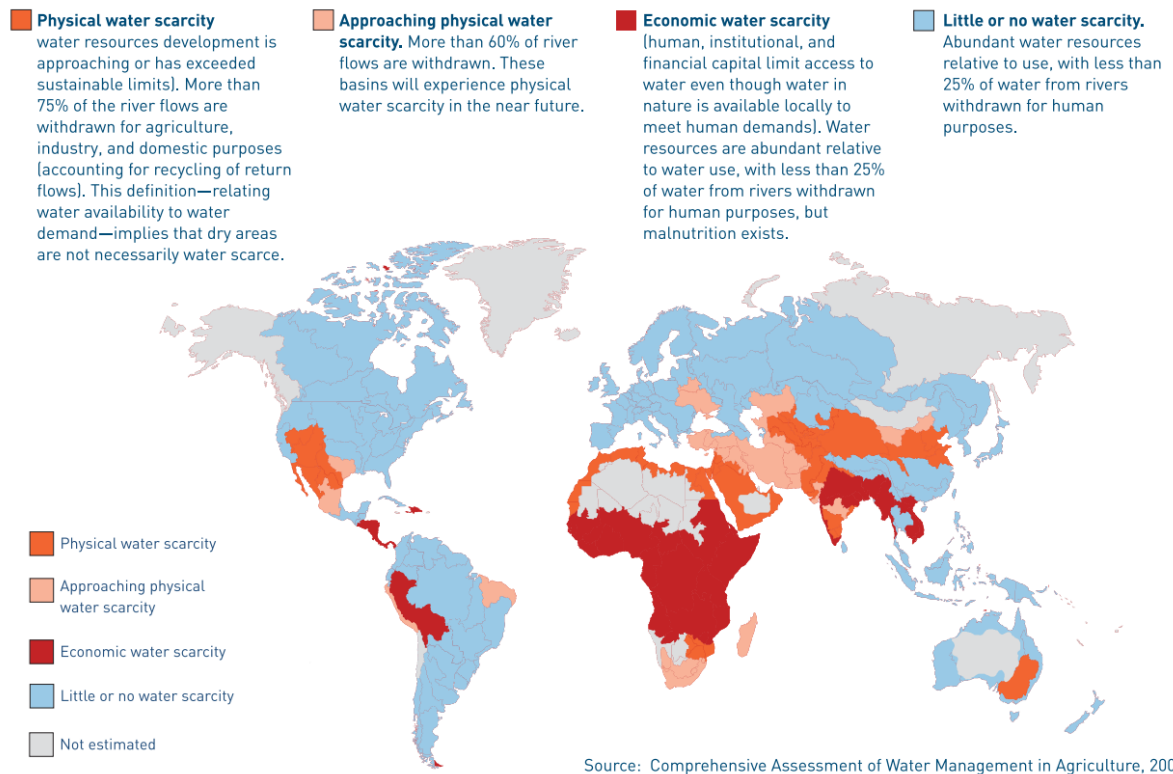 Physical water scarcity
water resources development is
approaching or has exceeded
sustainable limits). More than
75% of the river flows are
withdrawn for agriculture,
industry, and domestic purposes
(accounting for recycling of return
flows). This definition—relating
water availability to water
demand—implies that dry areas
are not necessarily water scarce.
Approaching physical water
scarcity. More than 60% of river
flows are withdrawn. These
basins will experience physical
water scarcity in the near future.
Economic water scarcity
(human, institutional, and
financial capital limit access to
water even though water in
nature is available locally to
meet human demands). Water
resources are abundant relative
to water use, with less than 25%
of water from rivers withdrawn
for human purposes, but
malnutrition exists.
Little or no water scarcity.
Abundant water resources
relative to use, with less than
25% of water from rivers
withdrawn for human
purposes.
Physical water scarcity
Approaching physical
water scarcity
Economic water scarcity
Little or no water scarcity
Not estimated
Source: Comprehensive Assessment of Water Management in Agriculture,